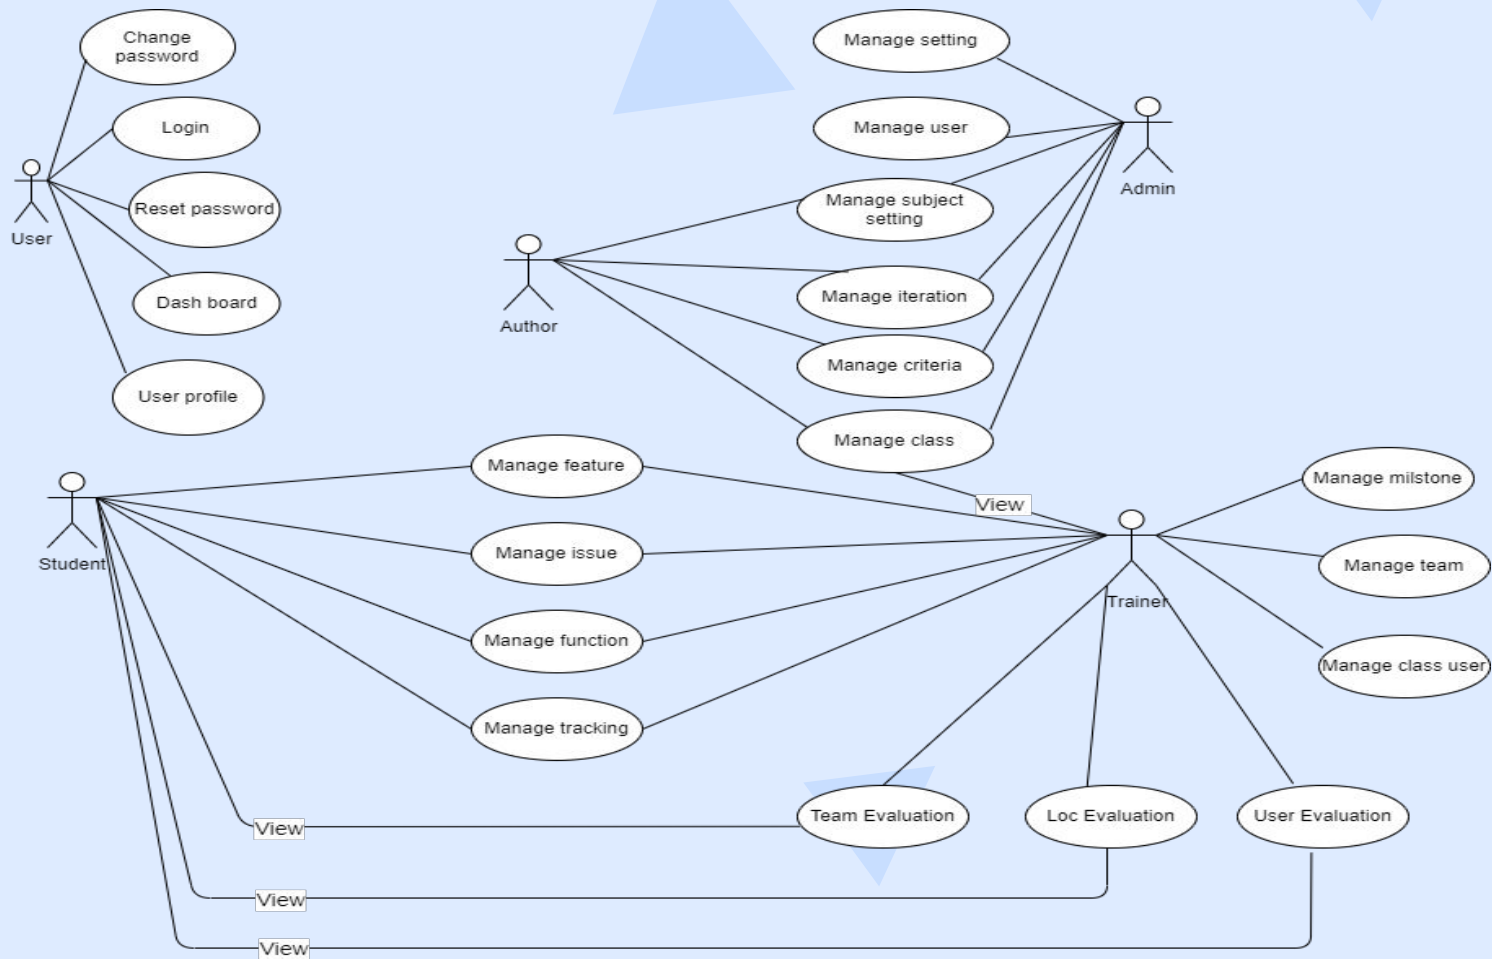 Change
password
Login
Reset password
User
Dash board
User profile
Manage setting
Manage user
Admin
Manage subject
setting
Author
Manage iteration
Manage criteria
Manage class
View
Student
Manage feature
Manage issue
Manage function
Manage tracking
Trainer
Manage milstone
Manage team
Manage class user
Team Evaluation
Loc Evaluation
User Evaluation
View
View
View